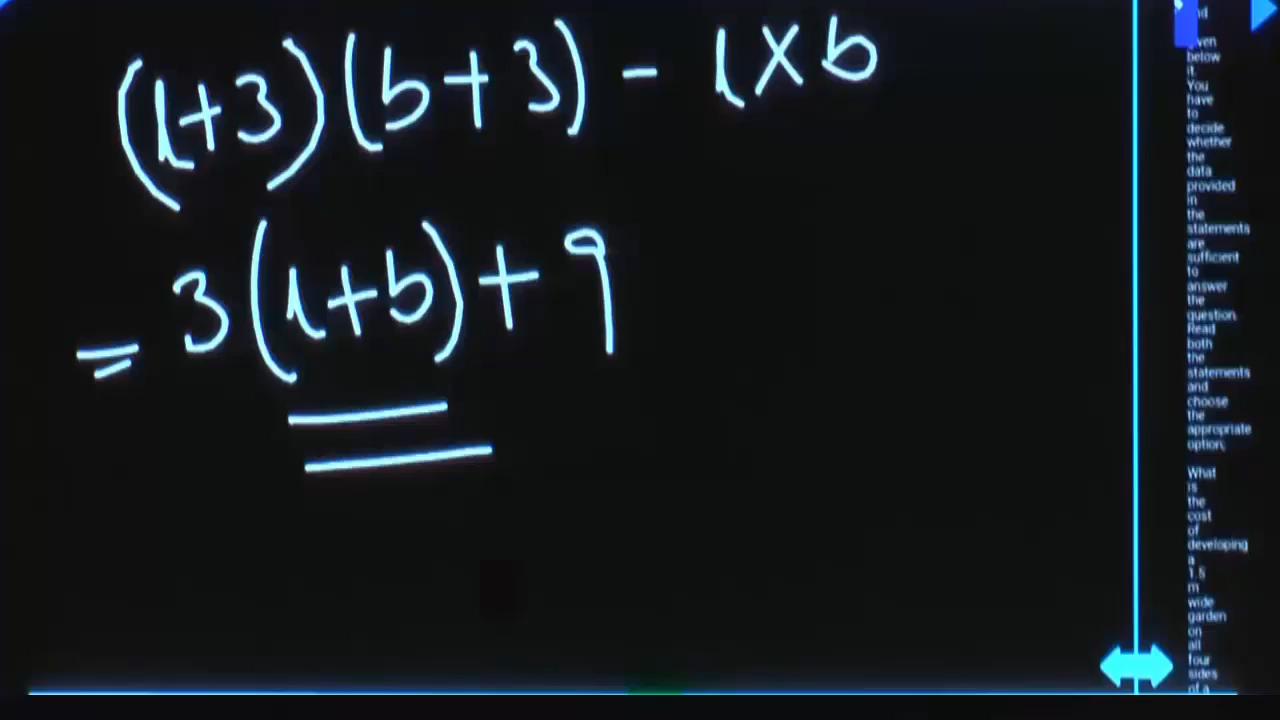 (l+3)(b+3) - l×b
= 3(l+b)+9
and
given
below
it.
You
have
to
decide
whether
the
data
provided
in
the
statements
are
sufficient
to
answer
the
question.
Read
both
the
statements
and
choose
the
appropriate
option.
What
is
the
cost
of
developing
a
1.5
m
wide
garden
on
all
four
sides
of a